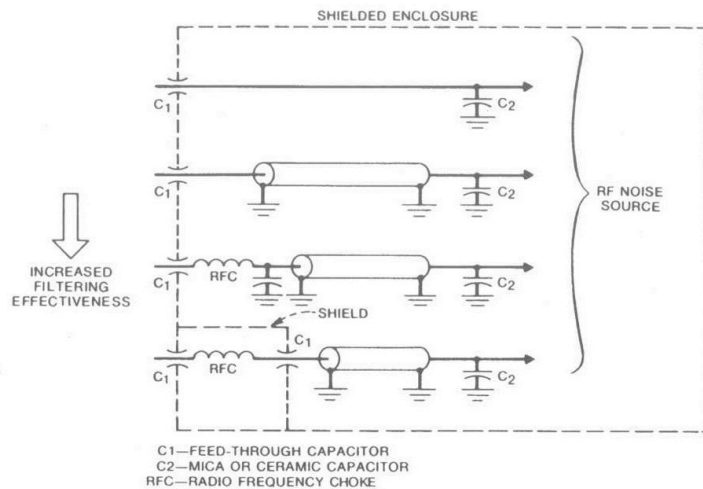 SHIELDED ENCLOSURE
C1
C2
C1
C2
RF NOISE
SOURCE
INCREASED
FILTERING
EFFECTIVENESS
C1
RFC
C2
SHIELD
C1
C1
RFC
C2
C1—FEED-THROUGH CAPACITOR
C2—MICA OR CERAMIC CAPACITOR
RFC—RADIO FREQUENCY CHOKE